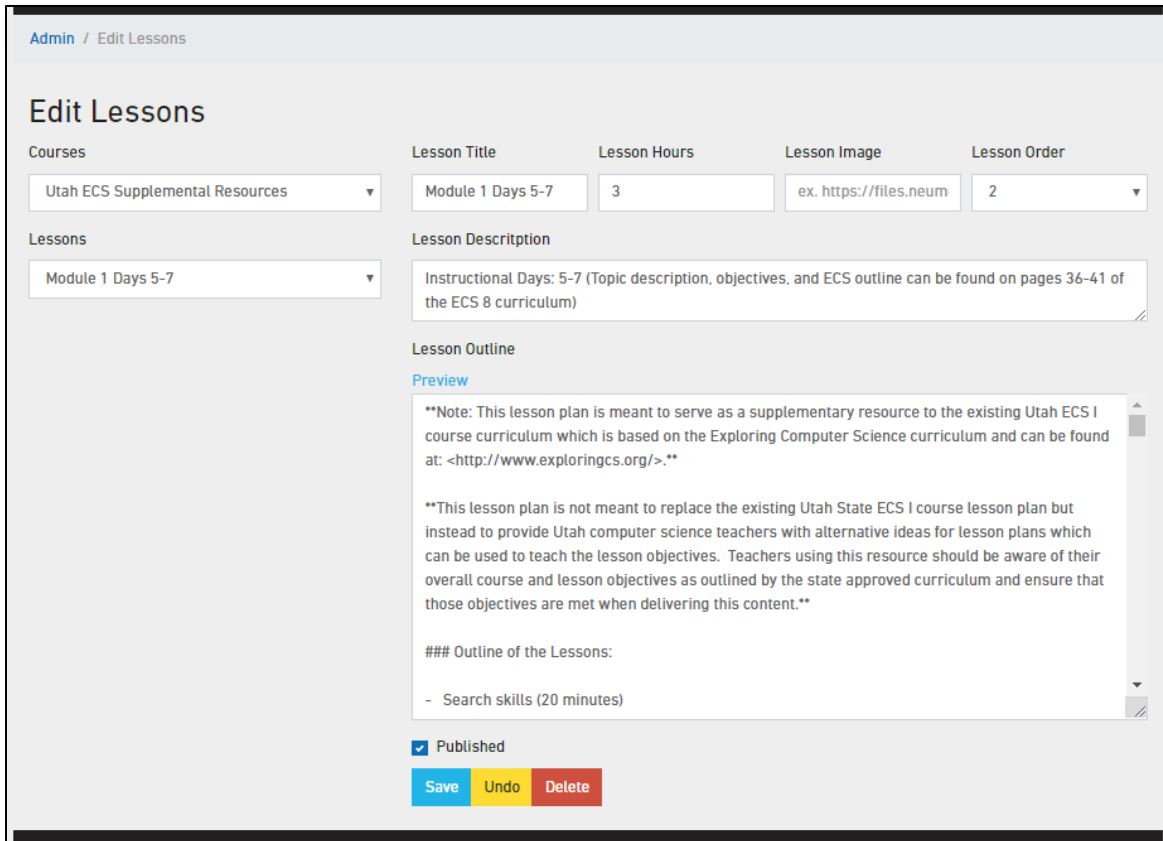 Admin / Edit Lessons
Edit Lessons
Courses
Utah ECS Supplemental Resources
Lessons
Module 1 Days 5-7
Lesson Title
Module 1 Days 5-7
Lesson Hours
3
Lesson Image
ex. https://files.neum
Lesson Order
2
Lesson Descritption
Instructional Days: 5-7 (Topic description, objectives, and ECS outline can be found on pages 36-41 of
the ECS 8 curriculum)
Lesson Outline
Preview
**Note: This lesson plan is meant to serve as a supplementary resource to the existing Utah ECS I
course curriculum which is based on the Exploring Computer Science curriculum and can be found
at: <http://www.exploringcs.org/>.**
**This lesson plan is not meant to replace the existing Utah State ECS I course lesson plan but
instead to provide Utah computer science teachers with alternative ideas for lesson plans which
can be used to teach the lesson objectives.  Teachers using this resource should be aware of their
overall course and lesson objectives as outlined by the state approved curriculum and ensure that
those objectives are met when delivering this content.**
### Outline of the Lessons:
-   Search skills (20 minutes)
Published
Save Undo Delete